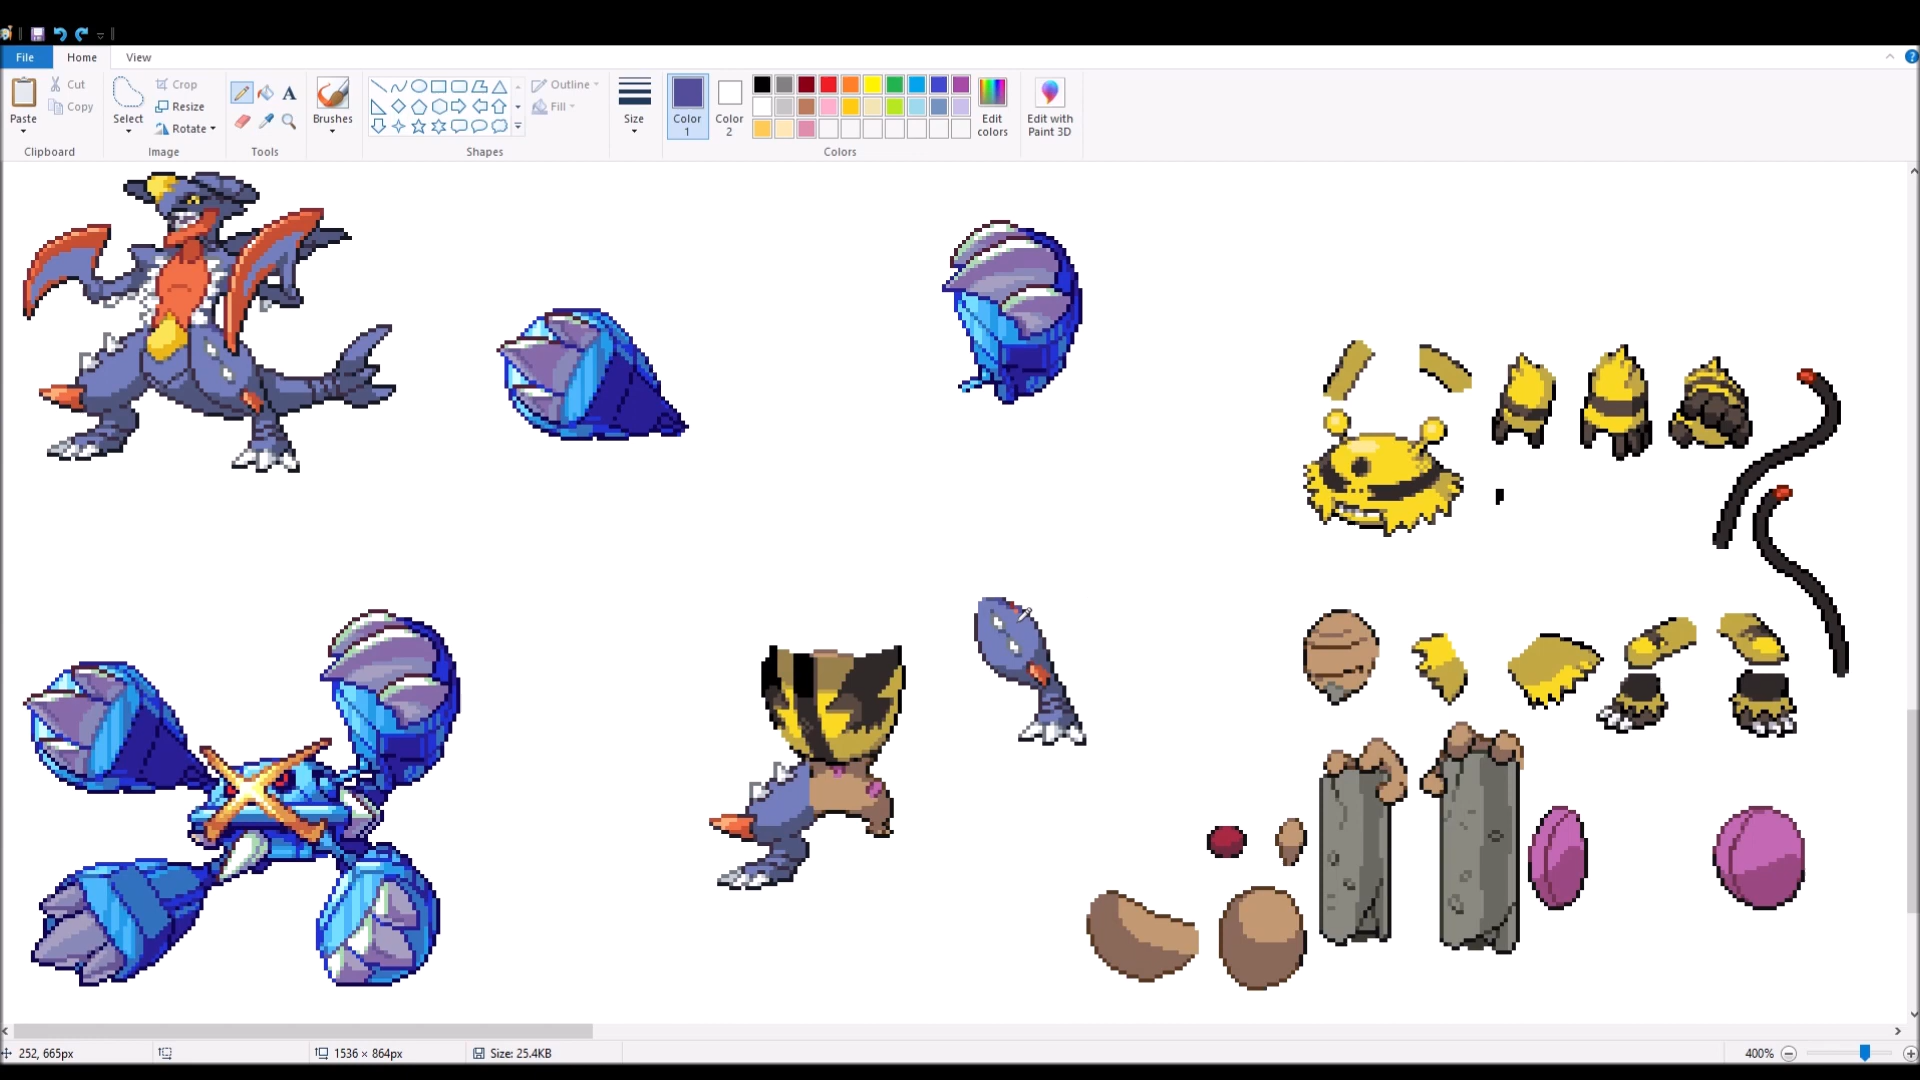 File Home View
Cut
Copy
Paste
Clipboard
Select
Crop
Resize
Rotate
Image
A
Tools
Brushes
Outline
Fill
Shapes
Size
Color
1
Color
2
Edit
colors
Colors
Edit with
Paint 3D
252, 665px
1536 × 864px
Size: 25.4KB
400%